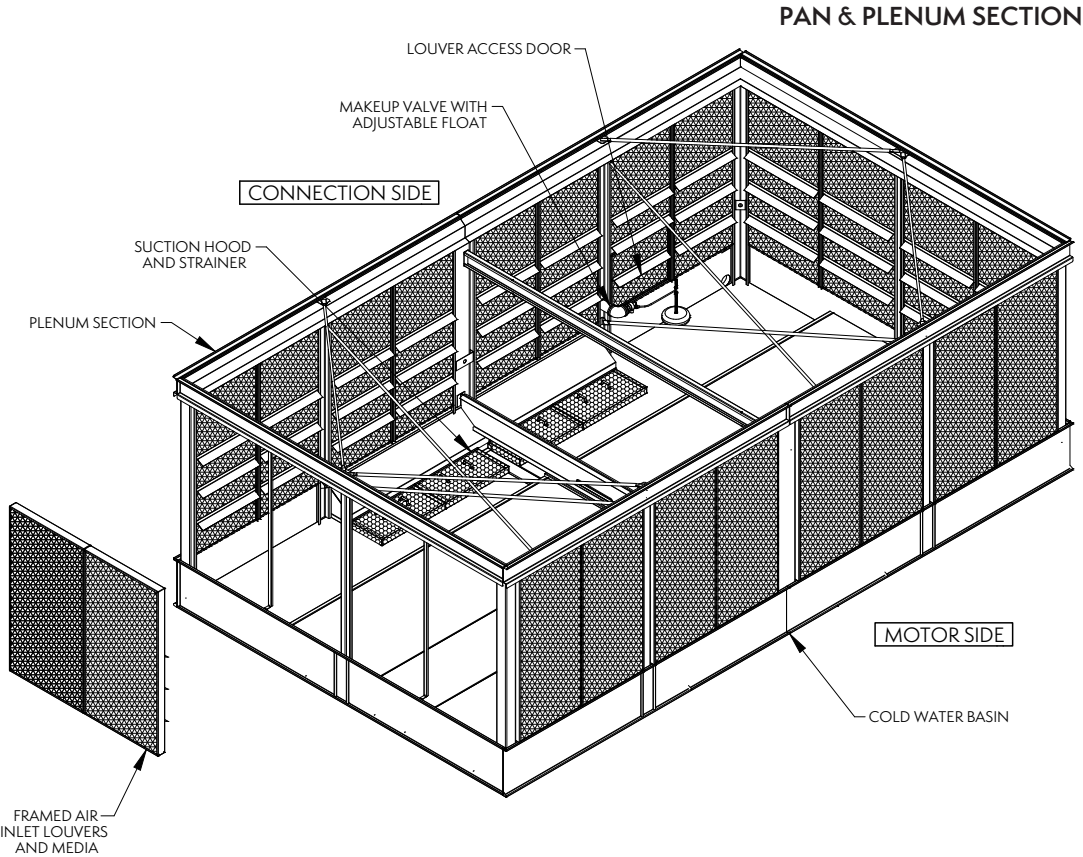 PAN & PLENUM SECTION
LOUVER ACCESS DOOR
MAKEUP VALVE WITH
ADJUSTABLE FLOAT
CONNECTION SIDE
SUCTION HOOD
AND STRAINER
PLENUM SECTION
MOTOR SIDE
COLD WATER BASIN
FRAMED AIR
INLET LOUVERS
AND MEDIA